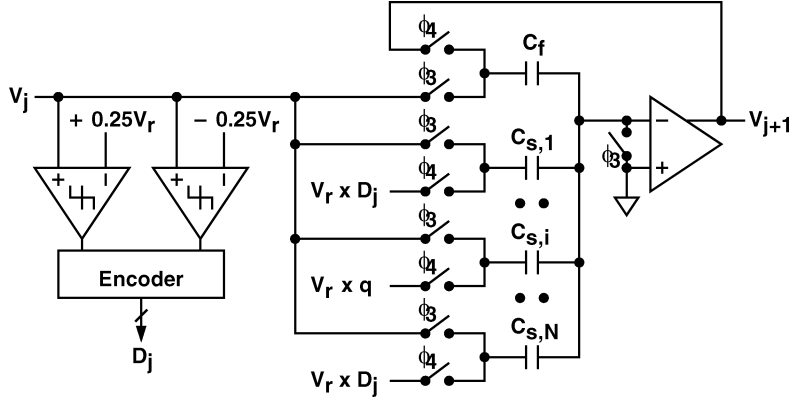 ϕ4
Cf
Vj
ϕ3
+ 0.25Vr
− 0.25Vr
ϕ3
Cs,1
−
Vj+1
+
−
+
−
ϕ4
ϕ3
+
Vr x Dj
ϕ3
Cs,i
Encoder
ϕ4
Vr x q
ϕ3
Cs,N
Dj
ϕ4
Vr x Dj